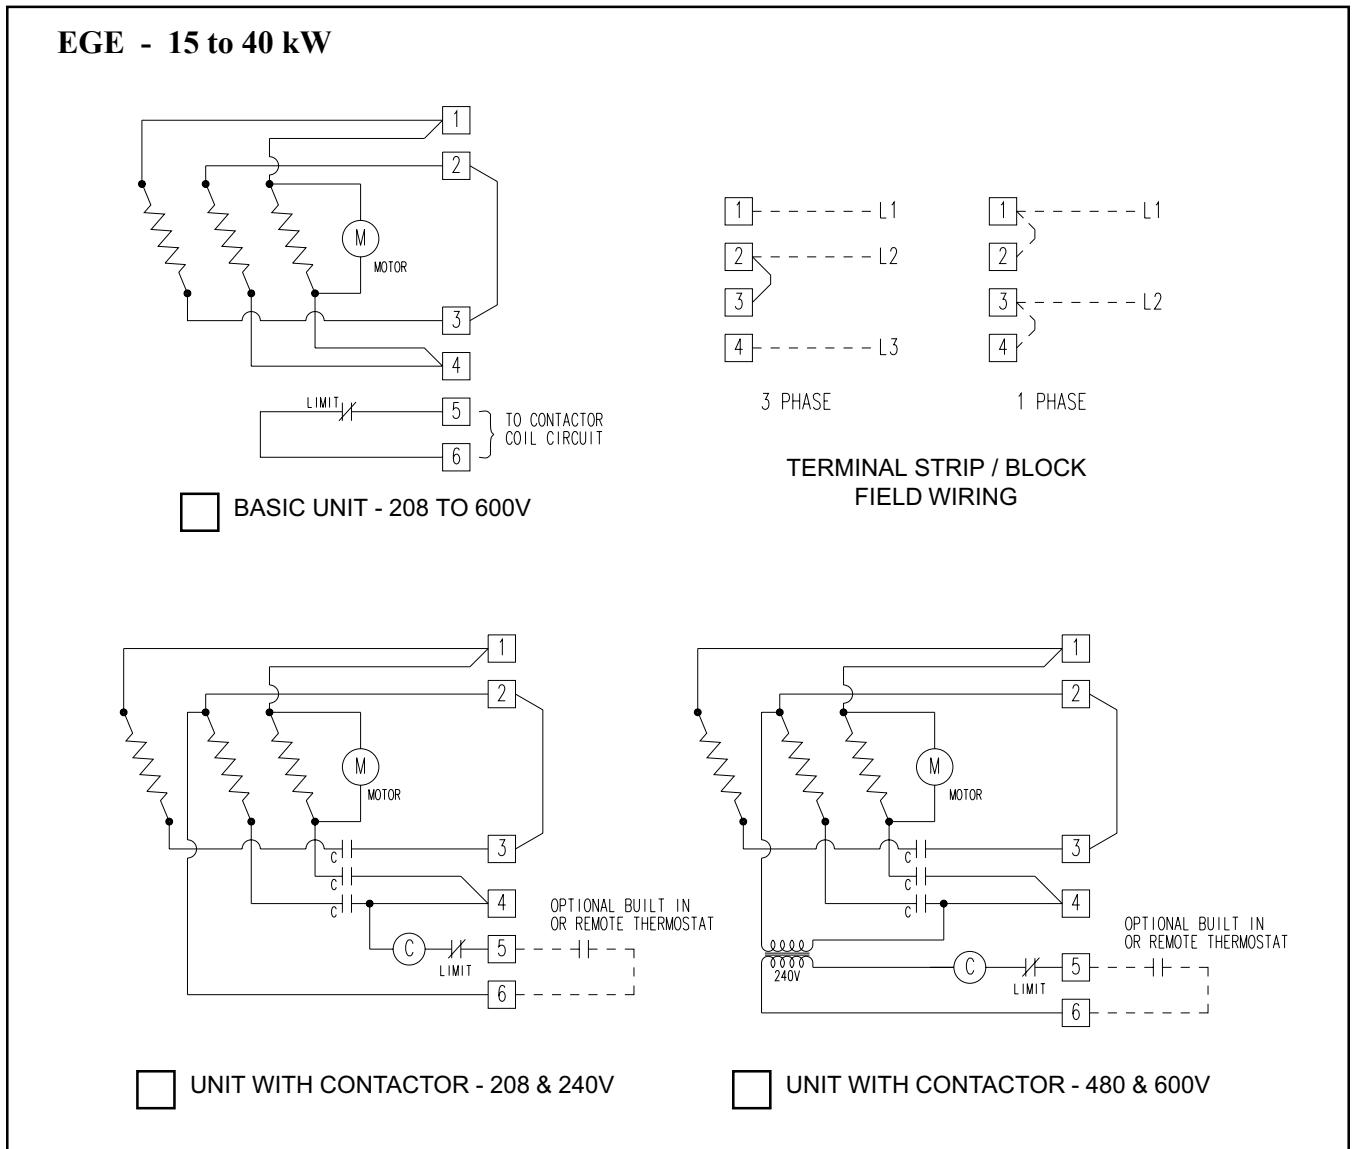 EGE - 15 to 40 kW
1
2
M
MOTOR
3
4
LIMIT
5
6
TO CONTACTOR
COIL CIRCUIT
BASIC UNIT - 208 TO 600V
1 L1
2 L2
3
4 L3
3 PHASE
1 L1
2
3 L2
4
1 PHASE
TERMINAL STRIP / BLOCK
FIELD WIRING
1
2
M
MOTOR
3
C
C
C
4
OPTIONAL BUILT IN
OR REMOTE THERMOSTAT
C
LIMIT
5
6
UNIT WITH CONTACTOR - 208 & 240V
1
2
M
MOTOR
3
C
C
C
4
OPTIONAL BUILT IN
OR REMOTE THERMOSTAT
240V
C
LIMIT
5
6
UNIT WITH CONTACTOR - 480 & 600V